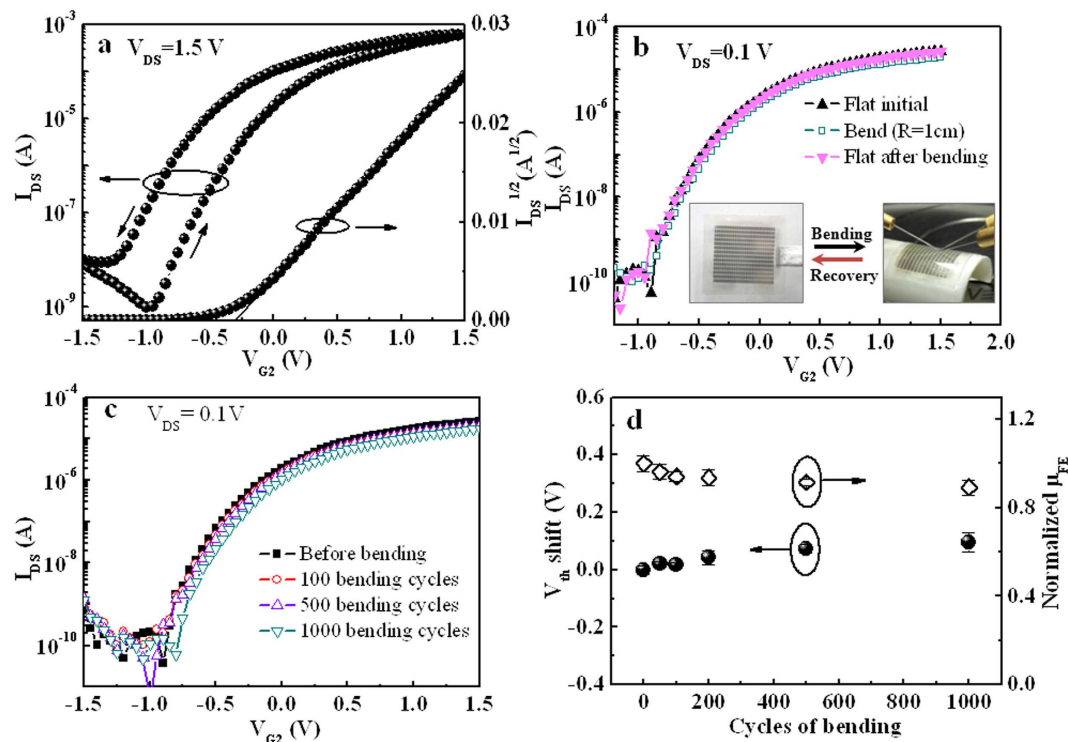 a
V_DS=1.5 V
I_DS (A)
10^-3
10^-5
10^-7
10^-9
I_DS^1/2 (A^1/2)
0.03
0.02
0.01
0.00
-1.5 -1.0 -0.5 0.0 0.5 1.0 1.5
V_G2 (V)
b
V_DS=0.1 V
I_DS (A)
10^-4
10^-6
10^-8
10^-10
Flat initial
Bend (R=1cm)
Flat after bending
Bending
Recovery
-1.0 -0.5 0.0 0.5 1.0 1.5 2.0
V_G2 (V)
c
V_DS= 0.1V
I_DS (A)
10^-4
10^-6
10^-8
10^-10
Before bending
100 bending cycles
500 bending cycles
1000 bending cycles
-1.5 -1.0 -0.5 0.0 0.5 1.0 1.5
V_G2 (V)
d
V_th shift (V)
0.6
0.4
0.2
0.0
-0.2
-0.4
Normalized μ_FE
1.2
0.9
0.6
0.3
0.0
0 200 400 600 800 1000
Cycles of bending